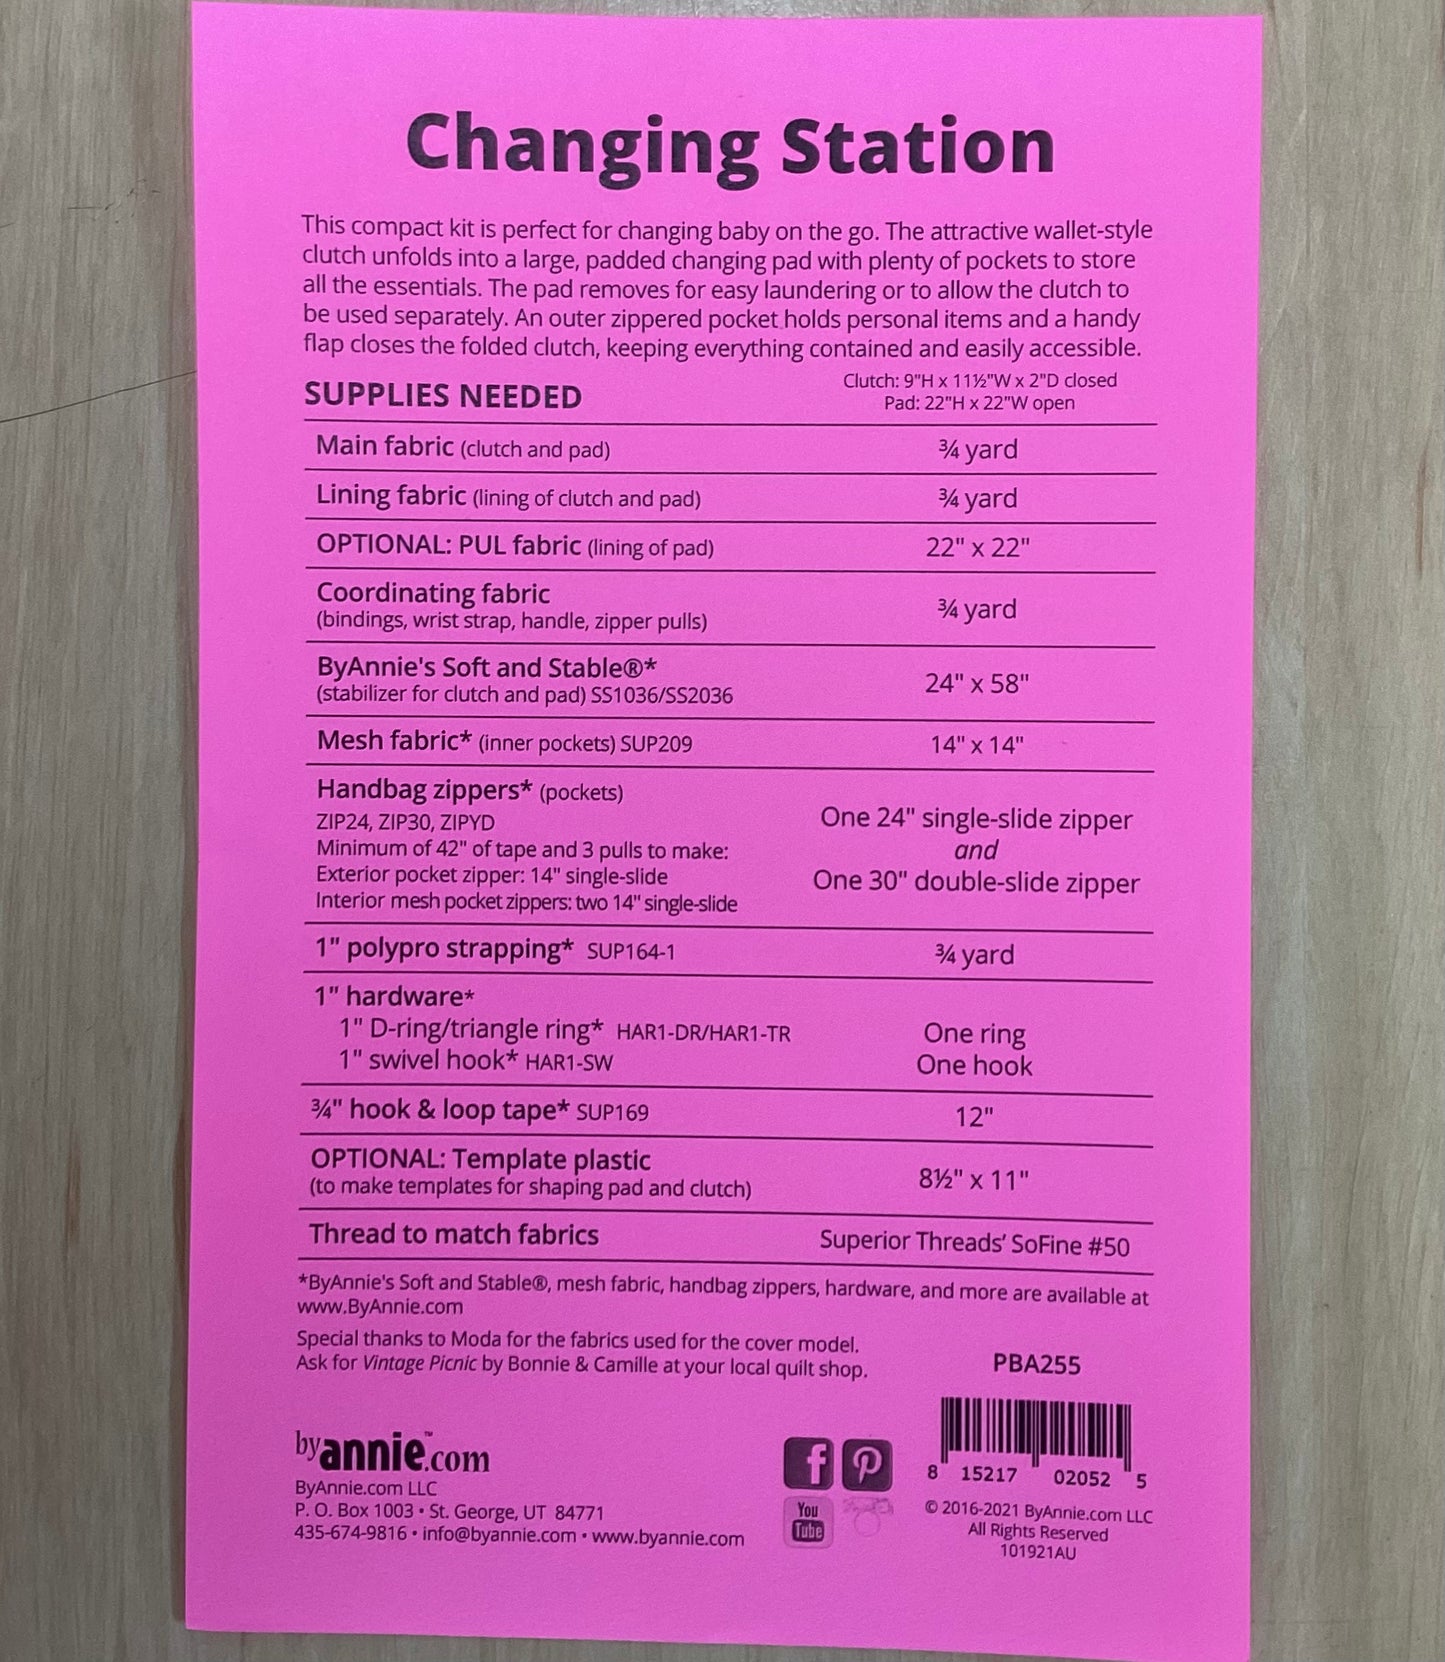 Changing Station
This compact kit is perfect for changing baby on the go. The attractive wallet-style
clutch unfolds into a large, padded changing pad with plenty of pockets to store
all the essentials. The pad removes for easy laundering or to allow the clutch to
be used separately. An outer zippered pocket holds personal items and a handy
flap closes the folded clutch, keeping everything contained and easily accessible.
SUPPLIES NEEDED
Clutch: 9"H x 11½"W x 2"D closed
Pad: 22"H x 22"W open
Main fabric (clutch and pad) ¾ yard
Lining fabric (lining of clutch and pad) ¾ yard
OPTIONAL: PUL fabric (lining of pad) 22" x 22"
Coordinating fabric
(bindings, wrist strap, handle, zipper pulls)
¾ yard
ByAnnie's Soft and Stable®*
(stabilizer for clutch and pad) SS1036/SS2036
24" x 58"
Mesh fabric* (inner pockets) SUP209 14" x 14"
Handbag zippers* (pockets)
ZIP24, ZIP30, ZIPYD
Minimum of 42" of tape and 3 pulls to make:
Exterior pocket zipper: 14" single-slide
Interior mesh pocket zippers: two 14" single-slide
One 24" single-slide zipper
and
One 30" double-slide zipper
1" polypro strapping* SUP164-1 ¾ yard
1" hardware*
1" D-ring/triangle ring* HAR1-DR/HAR1-TR One ring
1" swivel hook* HAR1-SW One hook
¾" hook & loop tape* SUP169 12"
OPTIONAL: Template plastic
(to make templates for shaping pad and clutch)
8½" x 11"
Thread to match fabrics Superior Threads' SoFine #50
*ByAnnie's Soft and Stable®, mesh fabric, handbag zippers, hardware, and more are available at
www.ByAnnie.com
Special thanks to Moda for the fabrics used for the cover model.
Ask for Vintage Picnic by Bonnie & Camille at your local quilt shop.
PBA255
byannie.com™
ByAnnie.com LLC
P. O. Box 1003 • St. George, UT 84771
435-674-9816 • info@byannie.com • www.byannie.com
f
You
Tube
8 15217 02052 5
© 2016-2021 ByAnnie.com LLC
All Rights Reserved
101921AU